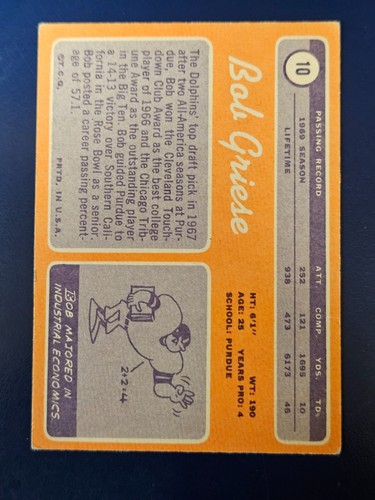 10
PASSING RECORD ATT. COMP. YDS. TD.
1969 SEASON 252 121 1695 10
LIFETIME 938 473 6173 46
Bob Griese
HT: 6'1" WT: 190
AGE: 25 YEARS PRO: 4
SCHOOL: PURDUE
The Dolphins' top draft pick in 1967
after two All-America seasons at Pur-
due, Bob won the Cleveland Touch-
down Club Award as the best college
player of 1966 and the Chicago Trib-
une Award as the outstanding player
in the Big Ten. Bob guided Purdue to
a 14-13 victory over Southern Cali-
fornia in the Rose Bowl as a senior.
Bob posted a career passing percent-
age of 57.1.
©T.C.G. PRTD. IN U.S.A.
2+2=4
BOB MAJORED IN
INDUSTRIAL ECONOMICS.